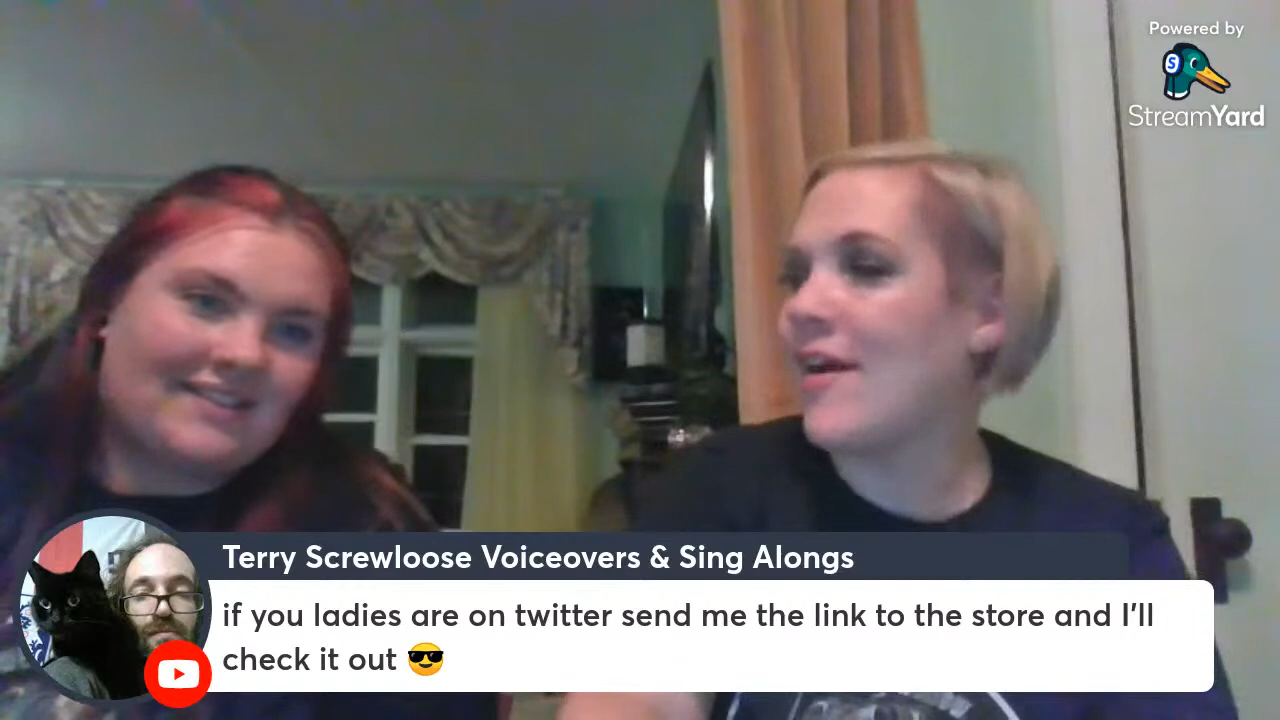 Powered by
StreamYard
Terry Screwloose Voiceovers & Sing Alongs
if you ladies are on twitter send me the link to the store and I'll
check it out 😎